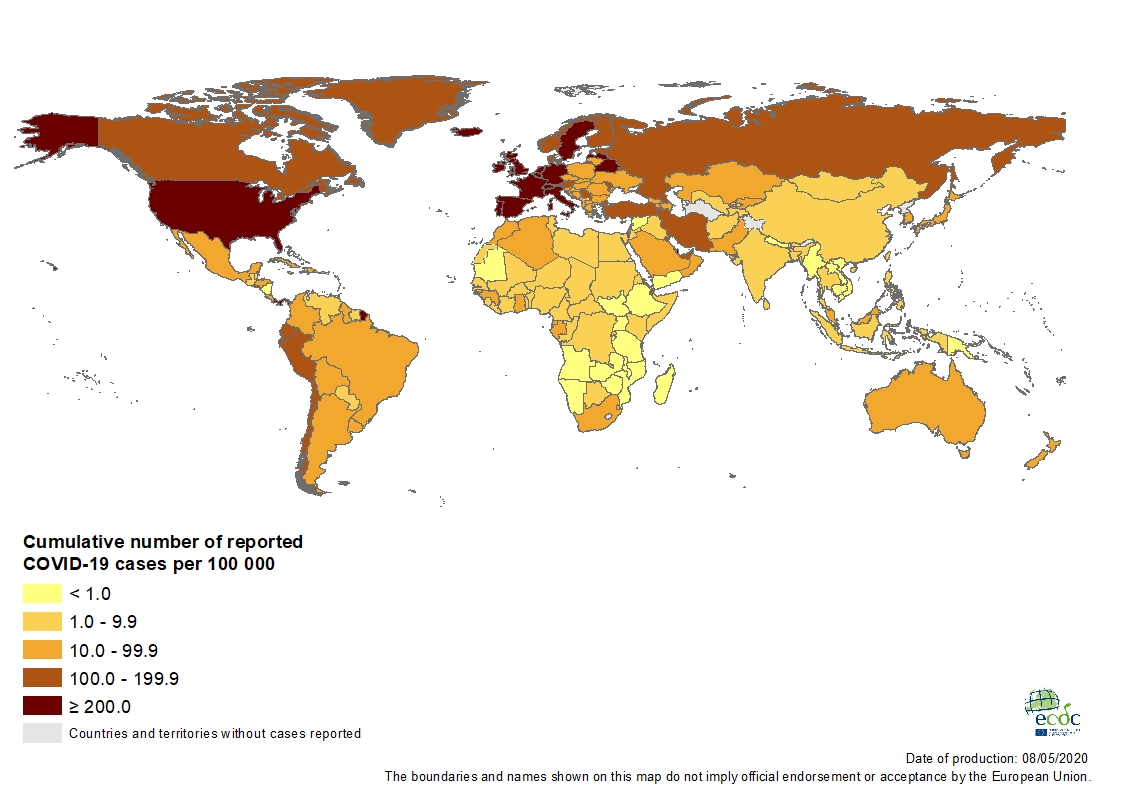 Cumulative number of reported
COVID-19 cases per 100 000
< 1.0
1.0 - 9.9
10.0 - 99.9
100.0 - 199.9
≥ 200.0
Countries and territories without cases reported
ecdc
Date of production: 08/05/2020
The boundaries and names shown on this map do not imply official endorsement or acceptance by the European Union.